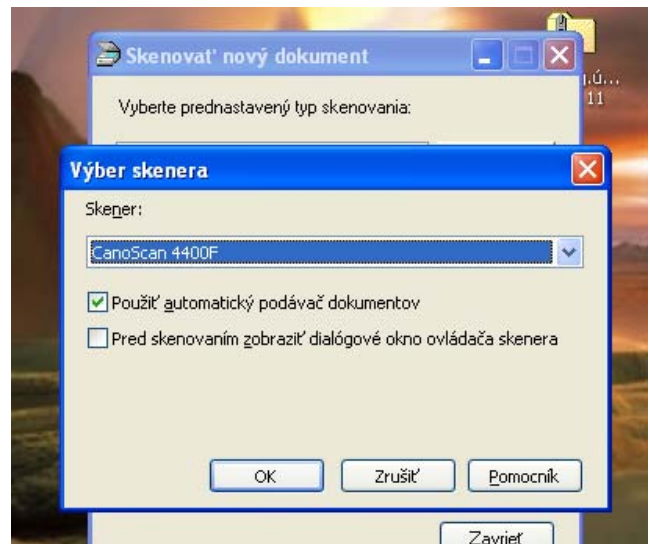 Skenovať nový dokument
11
Vyberte prednastavený typ skenovania:
Výber skenera
Skener:
CanoScan 4400F
Použiť automatický podávač dokumentov
Pred skenovaním zobraziť dialógové okno ovládača skenera
OK
Zrušiť
Pomocník
Zavrieť